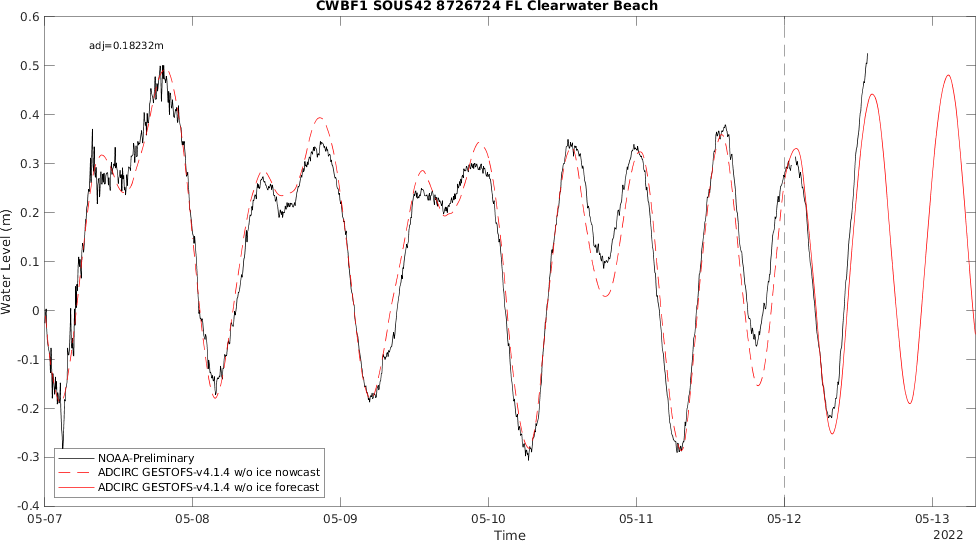 CWBF1 SOUS42 8726724 FL Clearwater Beach
adj=0.18232m
0.6
0.5
0.4
0.3
0.2
0.1
0
-0.1
-0.2
-0.3
-0.4
Water Level (m)
NOAA-Preliminary
ADCIRC GESTOFS-v4.1.4 w/o ice nowcast
ADCIRC GESTOFS-v4.1.4 w/o ice forecast
05-07 05-08 05-09 05-10 05-11 05-12 05-13
Time
2022